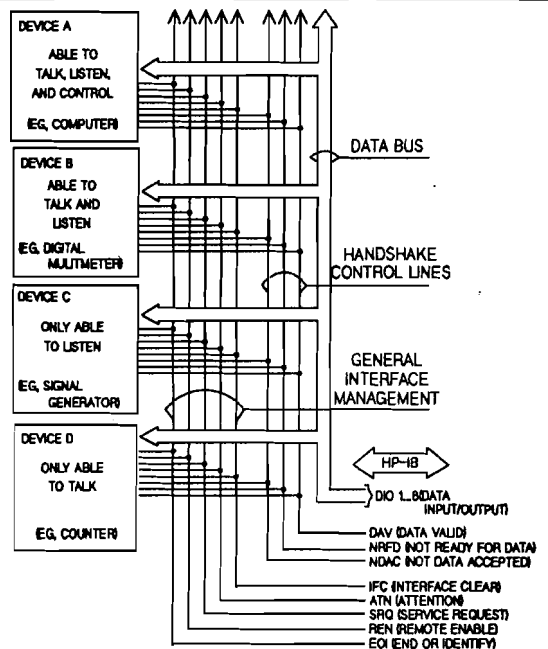 DEVICE A
ABLE TO
TALK, LISTEN,
AND CONTROL
(EG, COMPUTER)
DEVICE B
ABLE TO
TALK AND
LISTEN
(EG, DIGITAL
MULITMETER)
DEVICE C
ONLY ABLE
TO LISTEN
(EG, SIGNAL
GENERATOR)
DEVICE D
ONLY ABLE
TO TALK
(EG, COUNTER)
DATA BUS
HANDSHAKE
CONTROL LINES
GENERAL
INTERFACE
MANAGEMENT
HP-IB
DIO 1...8(DATA
INPUT/OUTPUT)
DAV (DATA VALID)
NRFD (NOT READY FOR DATA)
NDAC (NOT DATA ACCEPTED)
IFC (INTERFACE CLEAR)
ATN (ATTENTION)
SRQ (SERVICE REQUEST)
REN (REMOTE ENABLE)
EOI (END OR IDENTIFY)